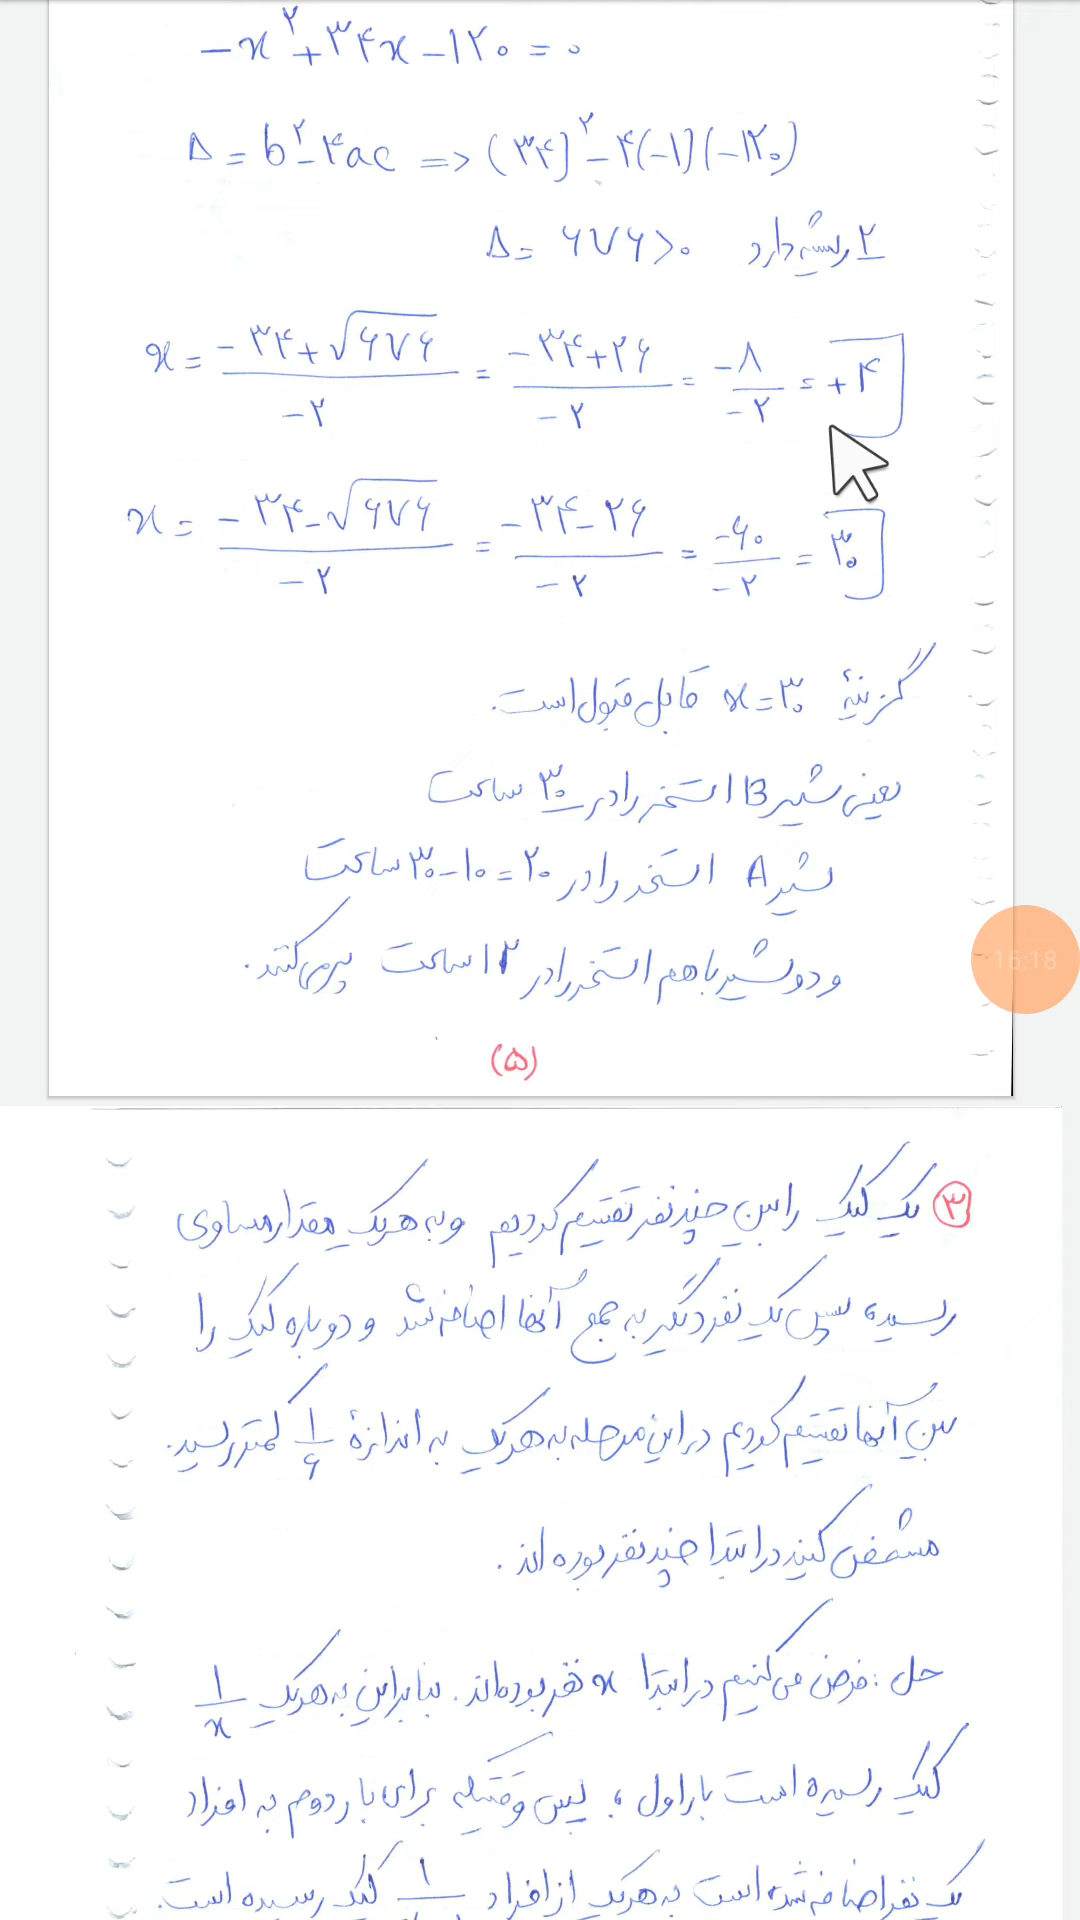 -x² + ۳۴x - ۱۲۰ = ۰
Δ = b² - ۴ac => (۳۴)² - ۴(-۱)(-۱۲۰)
Δ = ۶۷۶ > ۰ ۲ ریشه دارد
x = (-۳۴ + √۶۷۶) / -۲ = (-۳۴ + ۲۶) / -۲ = -۸ / -۲ = +۴
x = (-۳۴ - √۶۷۶) / -۲ = (-۳۴ - ۲۶) / -۲ = -۶۰ / -۲ = ۳۰
گزینهٔ x = ۳۰ قابل قبول است.
یعنی شیر B استخر را در ۳۰ ساعت
شیر A استخر را در ۲۰ = ۱۰ - ۳۰ ساعت
و دو شیر با هم استخر را در ۱۲ ساعت پر می‌کنند.
16:18
(۵)
۳ یک کیک را بین چند نفر تقسیم کردیم و به هر یک مقدار مساوی
رسید، سپس یک نفر دیگر به جمع آنها اضافه شد و دوباره کیک را
بین آنها تقسیم کردیم در این مرحله به هر یک به اندازهٔ ۱/۶ کمتر رسید.
مشخص کنید در ابتدا چند نفر بوده اند.
حل: فرض می کنیم در ابتدا x نفر بوده‌اند. بنابراین به هر یک ۱/x
کیک رسیده است بار اول، پس وقتیکه برای بار دوم به افراد
یک نفر اضافه شده است به هر یک از افراد ۱ کیک رسیده است.